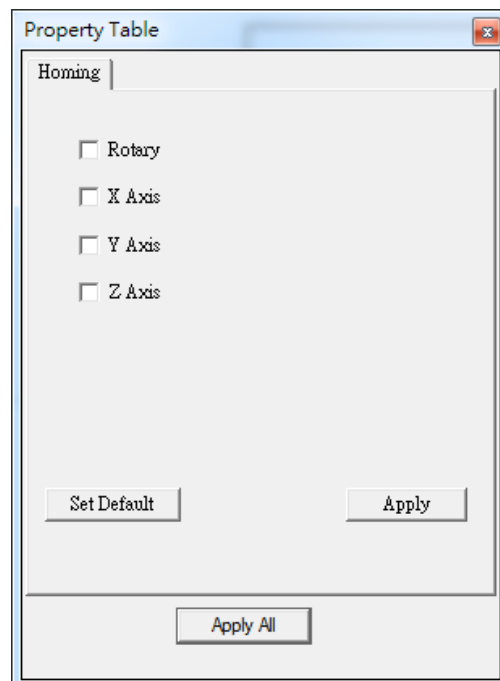 Property Table
Homing
Rotary
X Axis
Y Axis
Z Axis
Set Default
Apply
Apply All